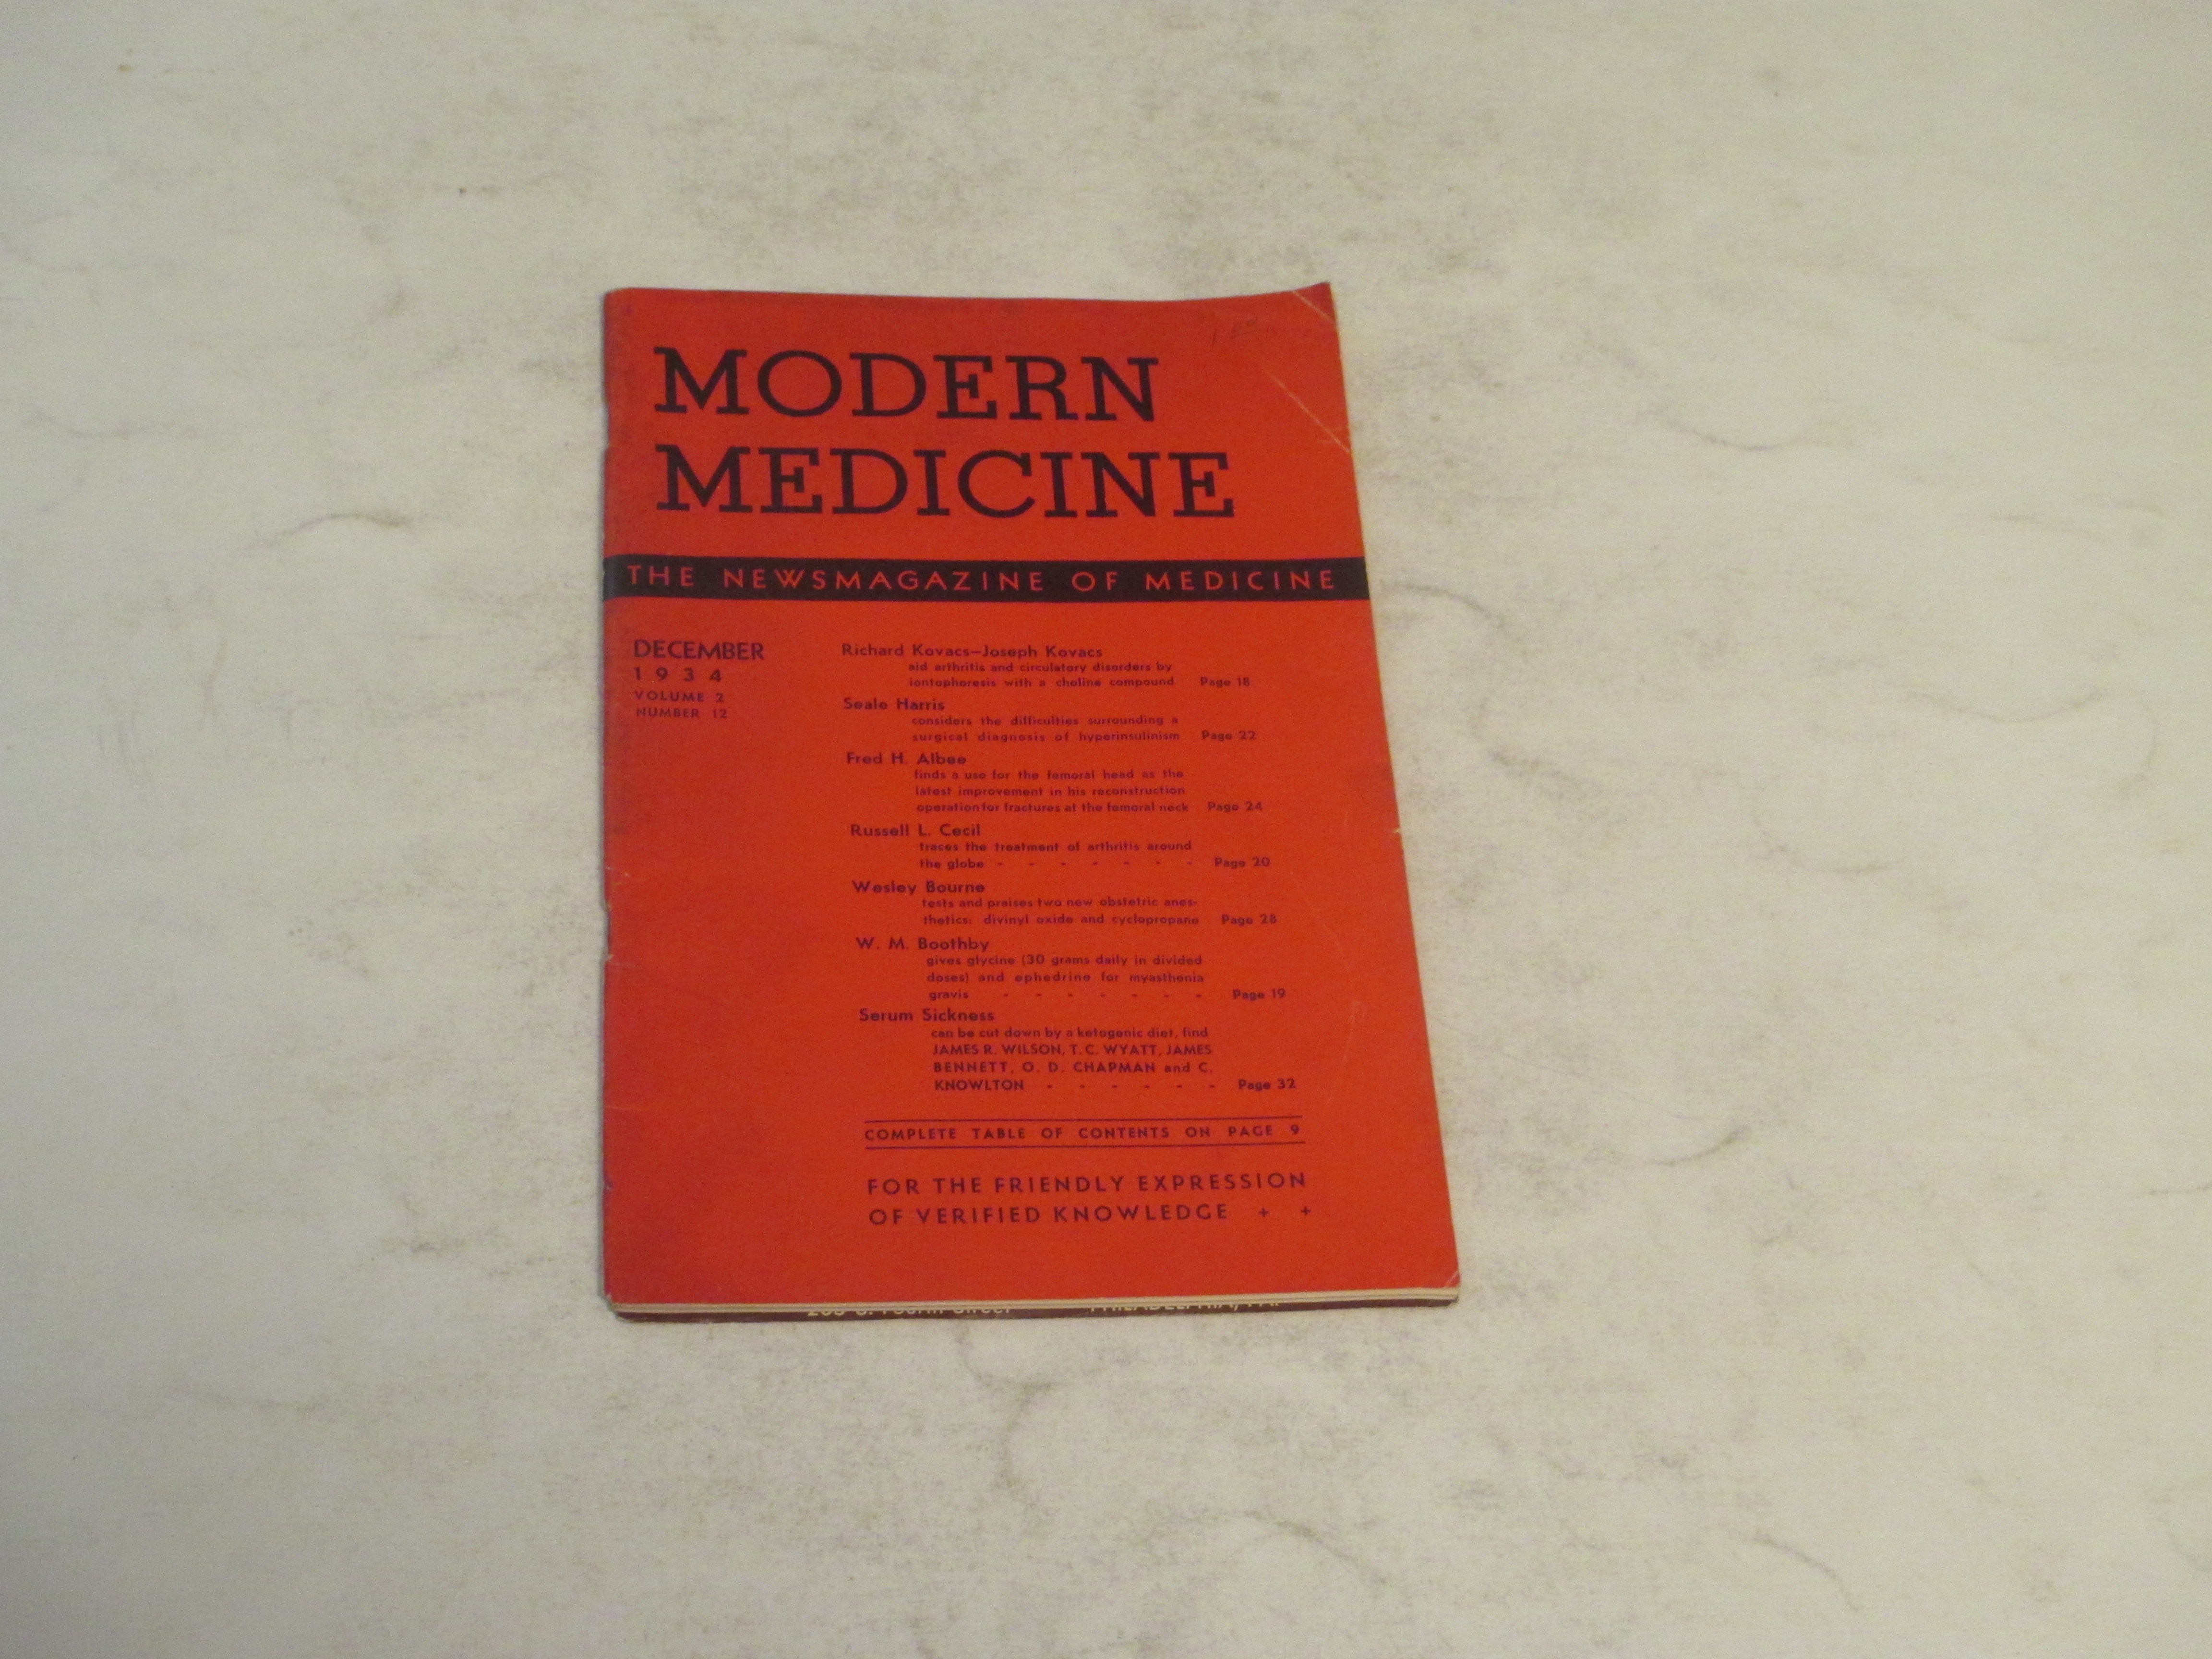 MODERN
MEDICINE
THE NEWSMAGAZINE OF MEDICINE
DECEMBER
1934
VOLUME 2
NUMBER 12
Richard Kovacs—Joseph Kovacs
aid arthritis and circulatory disorders by
iontophoresis with a choline compound Page 18
Seale Harris
considers the difficulties surrounding a
surgical diagnosis of hyperinsulinism Page 22
Fred H. Albee
finds a use for the femoral head as the
latest improvement in his reconstruction
operation for fractures at the femoral neck Page 24
Russell L. Cecil
traces the treatment of arthritis around
the globe - - - - - - - Page 20
Wesley Bourne
tests and praises two new obstetric anes-
thetics: divinyl oxide and cyclopropane Page 28
W. M. Boothby
gives glycine (30 grams daily in divided
doses) and ephedrine for myasthenia
gravis - - - - - - - Page 19
Serum Sickness
can be cut down by a ketogenic diet, find
JAMES R. WILSON, T. C. WYATT, JAMES
BENNETT, O. D. CHAPMAN and C.
KNOWLTON - - - - - - Page 32
COMPLETE TABLE OF CONTENTS ON PAGE 9
FOR THE FRIENDLY EXPRESSION
OF VERIFIED KNOWLEDGE + +
PHILADELPHIA, PA.